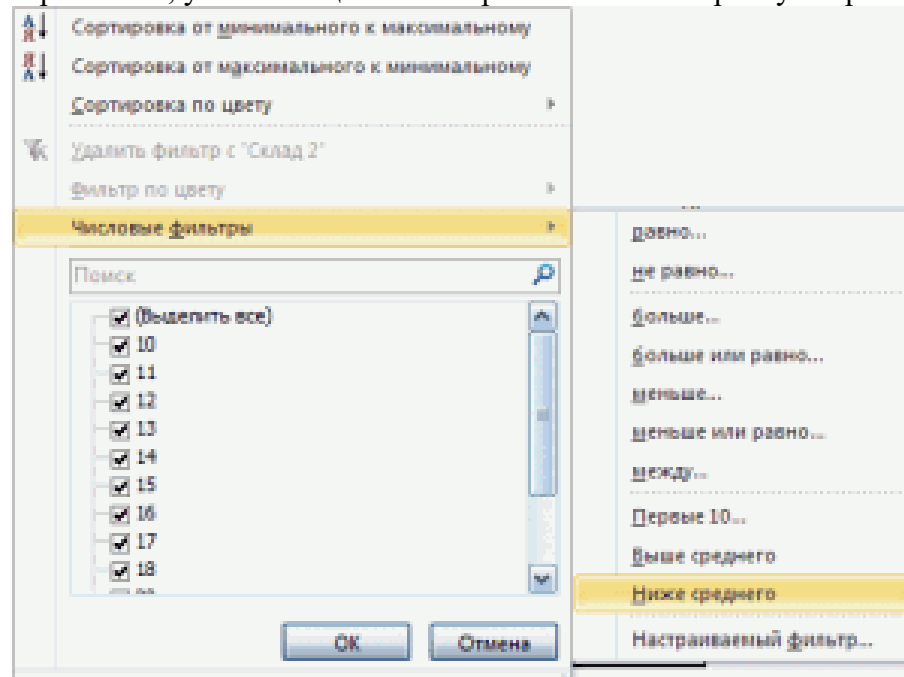 Сортировка от минимального к максимальному
Сортировка от максимального к минимальному
Сортировка по цвету
Удалить фильтр с "Склад 2"
Фильтр по цвету
Числовые фильтры
Поиск
(Выделить все)
10
11
12
13
14
15
16
17
18
ОК
Отмена
равно...
не равно...
больше...
больше или равно...
меньше...
меньше или равно...
между...
Первые 10...
Выше среднего
Ниже среднего
Настраиваемый фильтр...